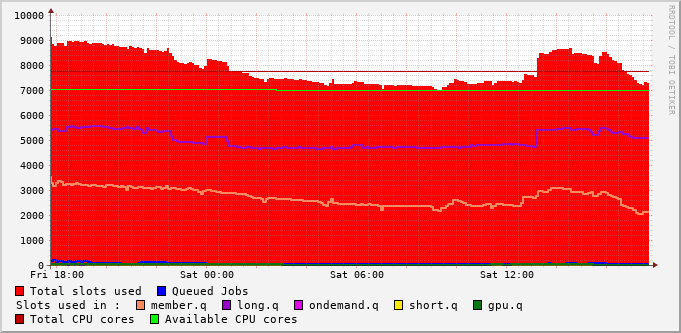 10000
9000
8000
7000
6000
5000
4000
3000
2000
1000
0
Fri 18:00 Sat 00:00 Sat 06:00 Sat 12:00
RRDTOOL / TOBI OETIKER
Total slots used Queued Jobs
Slots used in : member.q long.q ondemand.q short.q gpu.q
Total CPU cores Available CPU cores